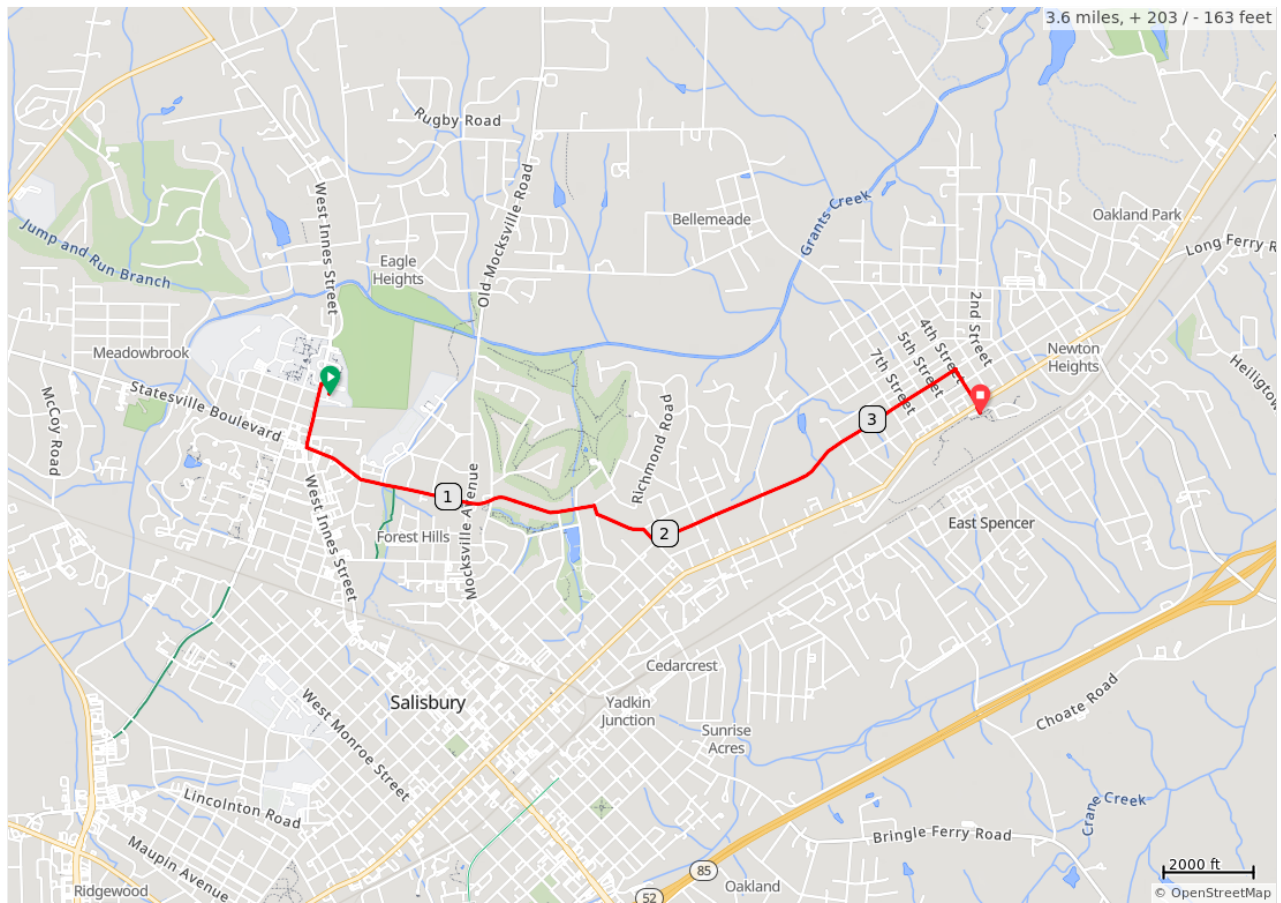 3.6 miles, + 203 / - 163 feet
Rugby Road
West Innes Street
Old Mocksville Road
Bellemeade
Grants Creek
Oakland Park
Long Ferry R
Jump and Run Branch
Eagle
Heights
2nd Street
4th Street
5th Street
7th Street
Newton
Heights
Meadowbrook
Statesville Boulevard
McCoy Road
Heiligtow
Richmond Road
3
1
Mocksville Avenue
West Innes Street
Forest Hills
2
East Spencer
Cedarcrest
Salisbury
Yadkin
Junction
Choate Road
West Monroe Street
Sunrise
Acres
Lincolnton Road
Crane Creek
Bringle Ferry Road
Maupin Avenue
85
2000 ft
Ridgewood
52
Oakland
© OpenStreetMap